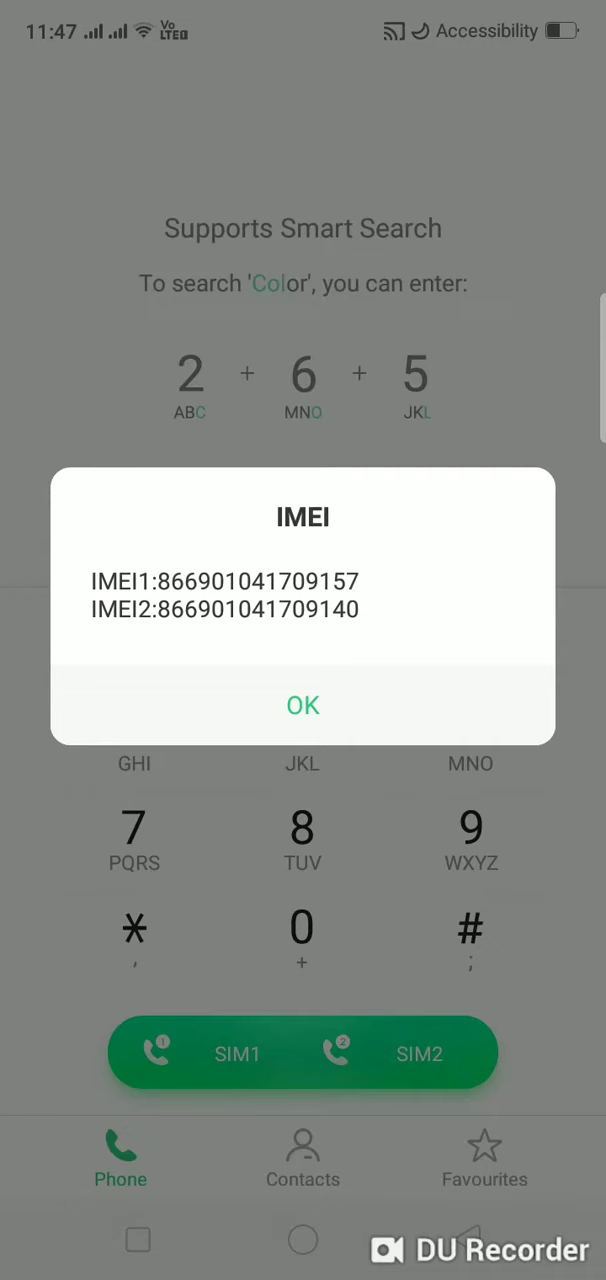 11:47 Vo LTE Accessibility
Supports Smart Search
To search 'Color', you can enter:
2 + 6 + 5
ABC MNO JKL
IMEI
IMEI1:866901041709157
IMEI2:866901041709140
OK
GHI JKL MNO
7 8 9
PQRS TUV WXYZ
* 0 #
, + ;
1 SIM1 2 SIM2
Phone Contacts Favourites
DU Recorder